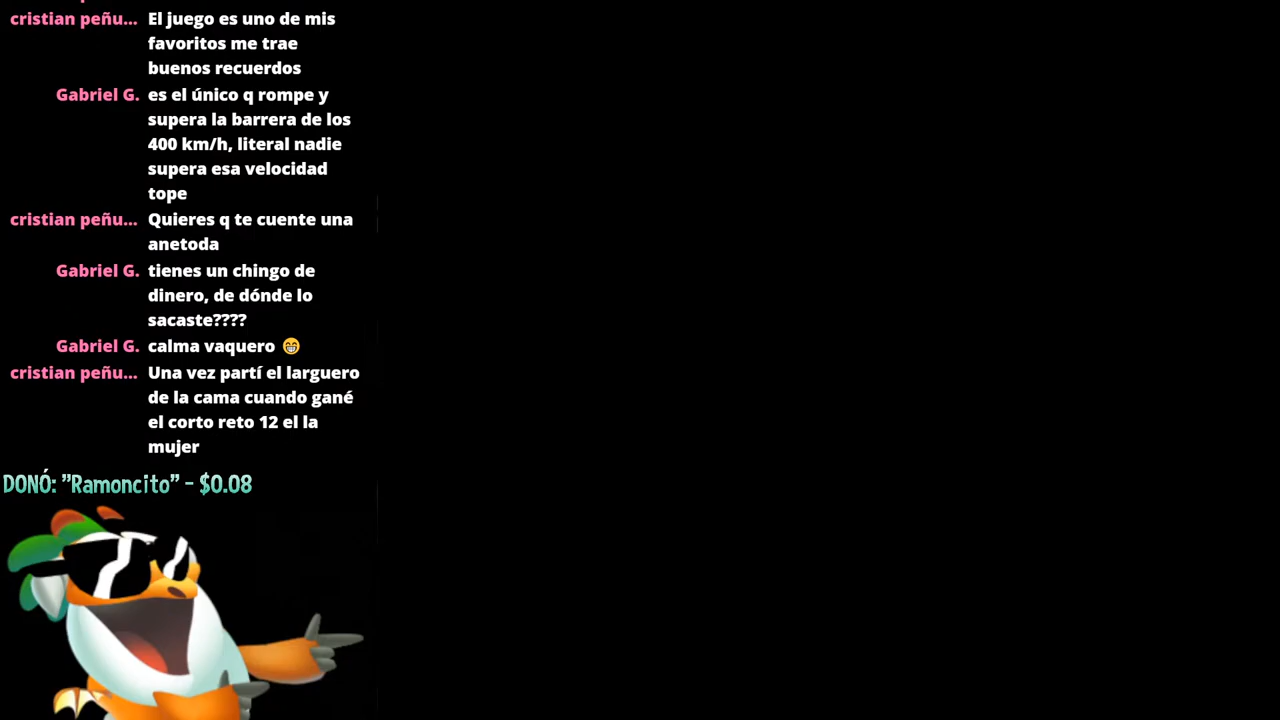 cristian peñu... El juego es uno de mis
favoritos me trae
buenos recuerdos
Gabriel G. es el único q rompe y
supera la barrera de los
400 km/h, literal nadie
supera esa velocidad
tope
cristian peñu... Quieres q te cuente una
anetoda
Gabriel G. tienes un chingo de
dinero, de dónde lo
sacaste????
Gabriel G. calma vaquero 😁
cristian peñu... Una vez partí el larguero
de la cama cuando gané
el corto reto 12 el la
mujer
DONÓ: "Ramoncito" - $0.08